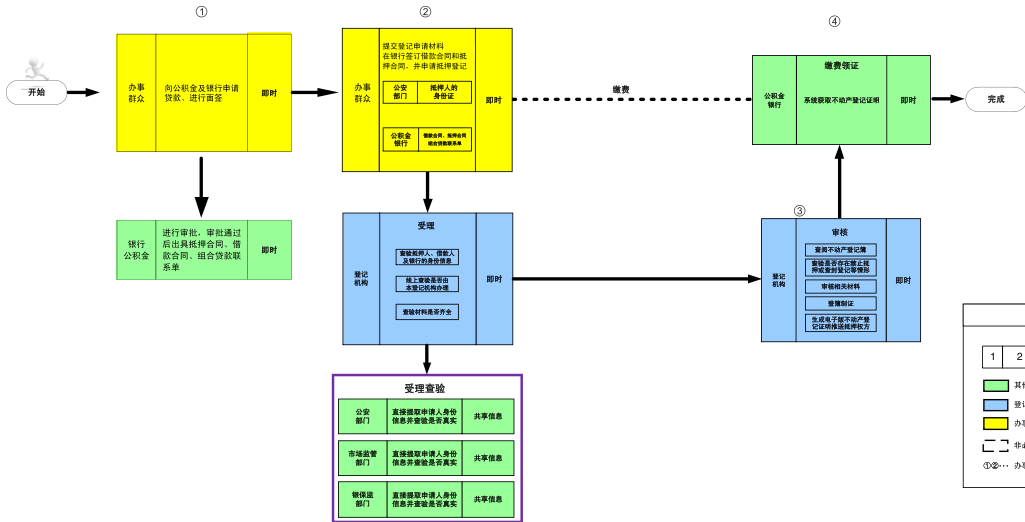 ①
②
④
开始
办事
群众
向公积金及银行申请
贷款、进行面签
即时
办事
群众
提交登记申请材料
在银行签订借款合同和抵
押合同，并申请抵押登记
公安
部门
抵押人的
身份证
公积金
银行
借款合同、抵押合同
组合贷款联系单
即时
缴费
公积金
银行
缴费领证
系统获取不动产登记证明
即时
完成
银行
公积金
进行审批，审批通过
后出具抵押合同、借
款合同、组合贷款联
系单
即时
登记
机构
受理
查验抵押人、借款人
及银行的身份信息
线上查验是否由
本登记机构办理
查验材料是否齐全
即时
③
登记
机构
审核
查阅不动产登记簿
查验是否存在禁止抵
押或查封登记等情形
审核相关材料
登簿制证
生成电子版不动产登
记证明推送抵押权方
即时
受理查验
公安
部门
直接提取申请人身份
信息并查验是否真实
共享信息
市场监管
部门
直接提取申请人身份
信息并查验是否真实
共享信息
银保监
部门
直接提取申请人身份
信息并查验是否真实
共享信息
1 2
其他
登记
办事
非必
①②… 办事